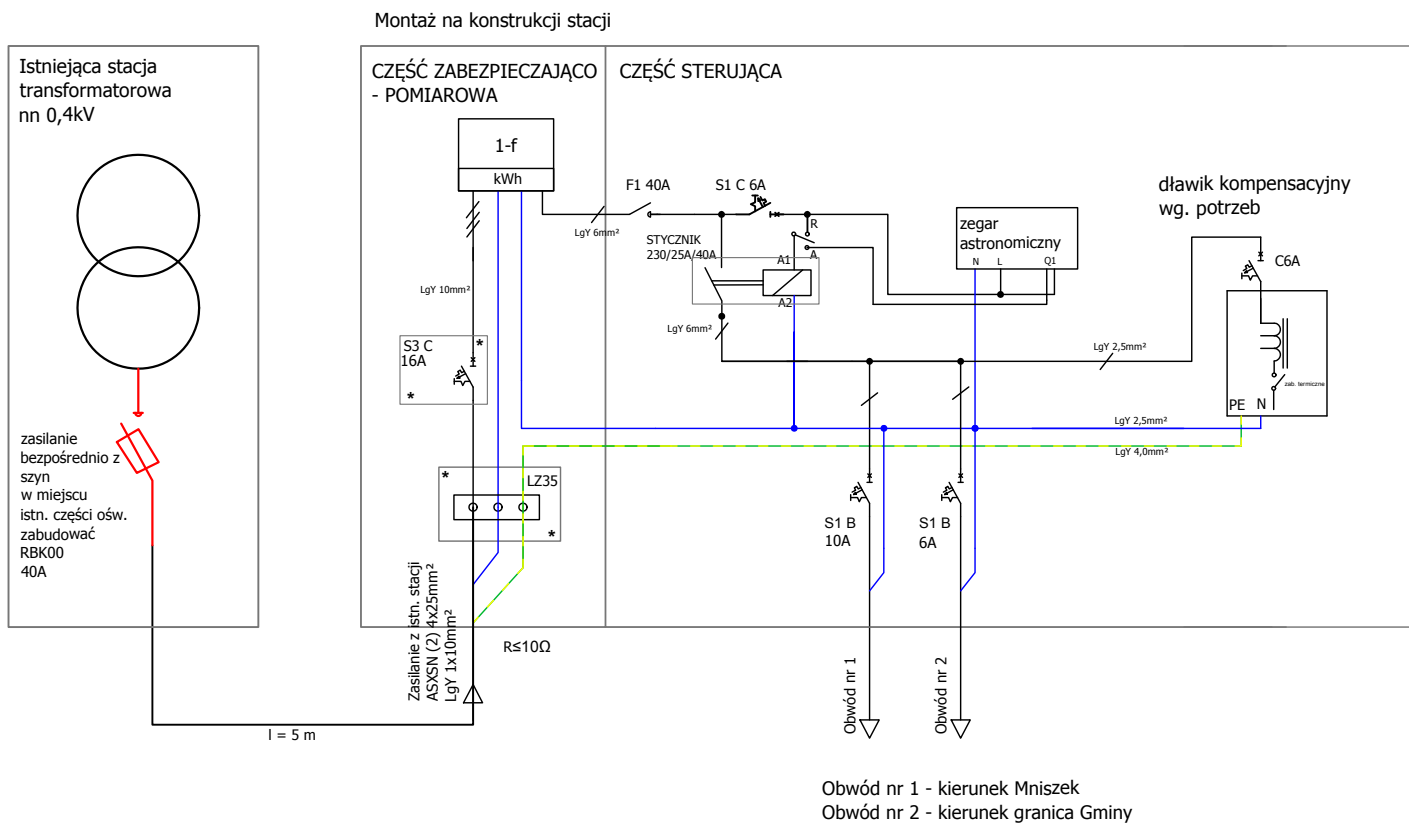 Montaż na konstrukcji stacji
Istniejąca stacja
transformatorowa
nn 0,4kV
CZĘŚĆ ZABEZPIECZAJĄCO
- POMIAROWA
CZĘŚĆ STERUJĄCA
1-f
kWh
F1 40A
S1 C 6A
LgY 6mm²
STYCZNIK
230/25A/40A
R
A
A1
A2
zegar
astronomiczny
N L Q1
dławik kompensacyjny
wg. potrzeb
C6A
LgY 10mm²
LgY 6mm²
LgY 2,5mm²
S3 C
16A
*
*
zab. termiczne
PE N
LgY 2,5mm²
LgY 4,0mm²
zasilanie
bezpośrednio z
szyn
w miejscu
istn. części ośw.
zabudować
RBK00
40A
*
LZ35
*
S1 B
10A
S1 B
6A
Zasilanie z istn. stacji
ASXSN (2) 4x25mm²
LgY 1x10mm²
R≤10Ω
Obwód nr 1
Obwód nr 2
l = 5 m
Obwód nr 1 - kierunek Mniszek
Obwód nr 2 - kierunek granica Gminy